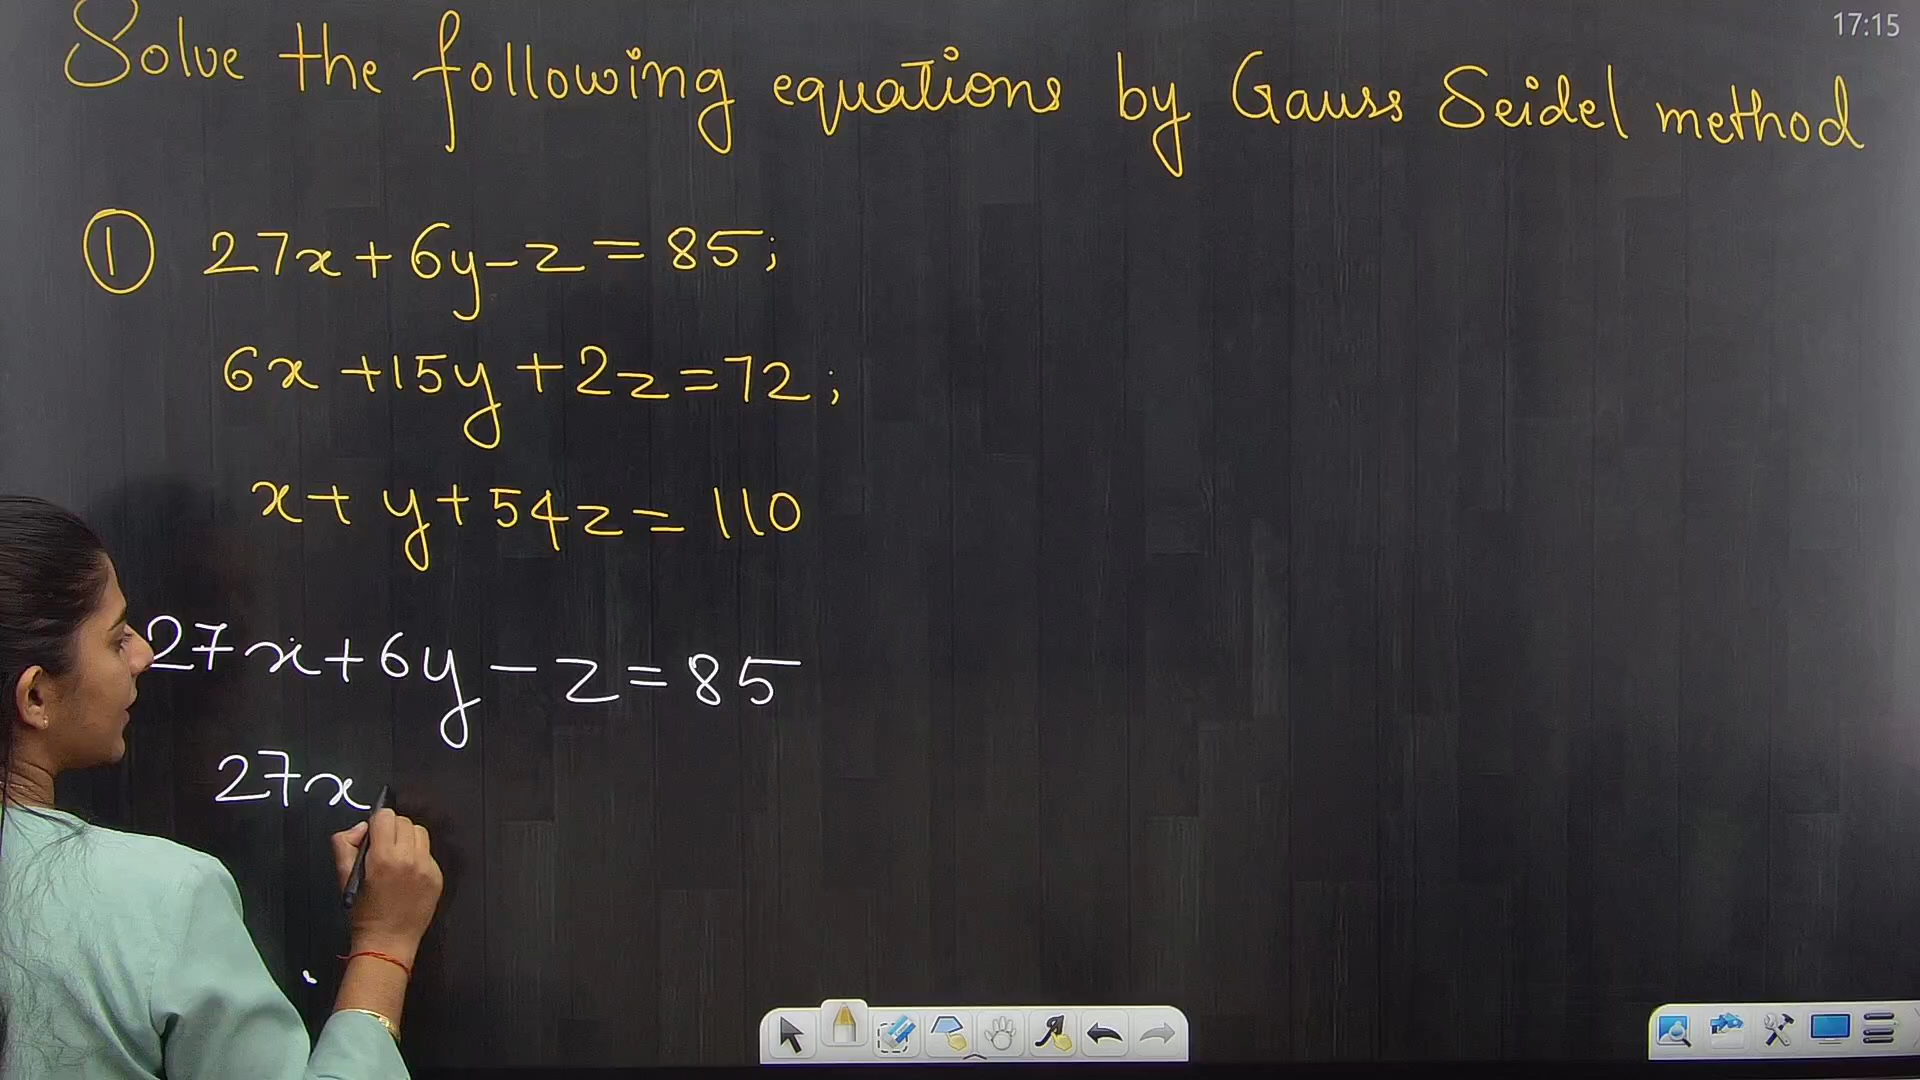 17:15
Solve the following equations by Gauss Seidel method
① 27x + 6y - z = 85;
6x + 15y + 2z = 72;
x + y + 54z = 110
27x + 6y - z = 85
27x